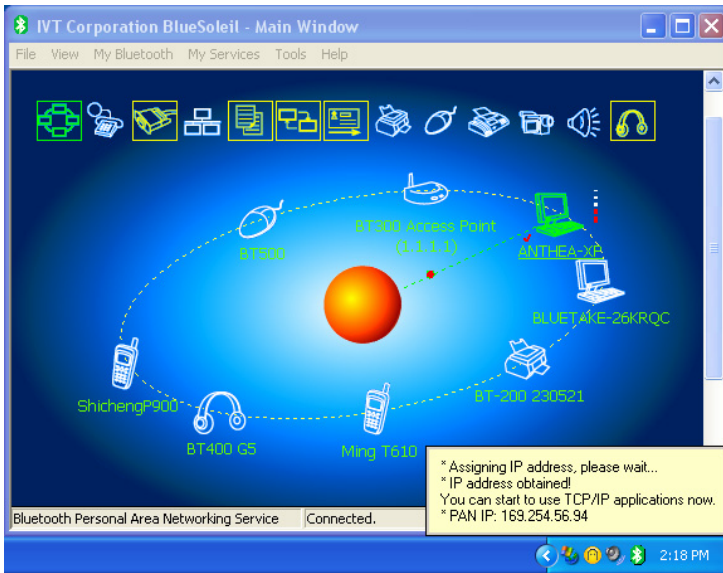 IVT Corporation BlueSoleil - Main Window
File View My Bluetooth My Services Tools Help
BT500
BT300 Access Point
(1.1.1.1)
ANTHEA-XP
BLUETAKE-26KRQC
ShichengP900
BT400 G5
Ming T610
BT-200 230521
* Assigning IP address, please wait...
* IP address obtained!
You can start to use TCP/IP applications now.
* PAN IP: 169.254.56.94
Bluetooth Personal Area Networking Service Connected.
2:18 PM